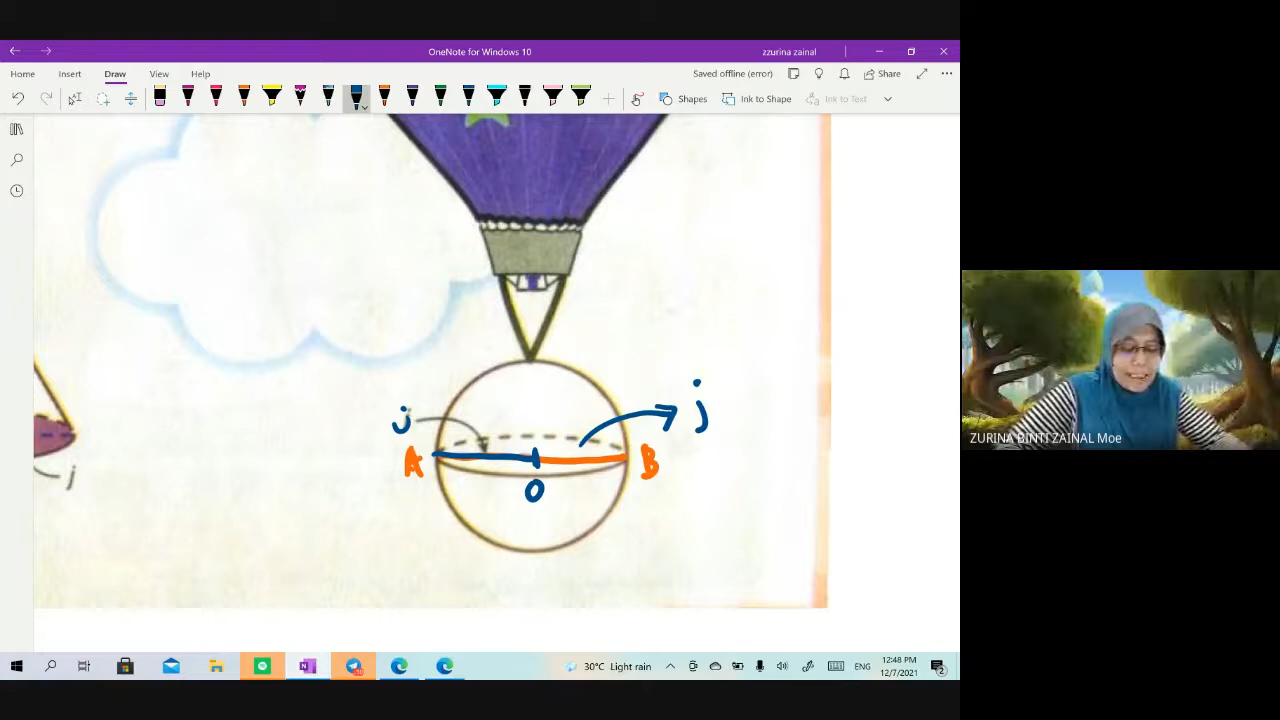 OneNote for Windows 10
zzurina zainal
Home
Insert
Draw
View
Help
Saved offline (error)
Share
Shapes
Ink to Shape
Ink to Text
j
j
A
B
O
j
ZURINA BINTI ZAINAL Moe
30°C Light rain
ENG
12:48 PM
12/7/2021
2